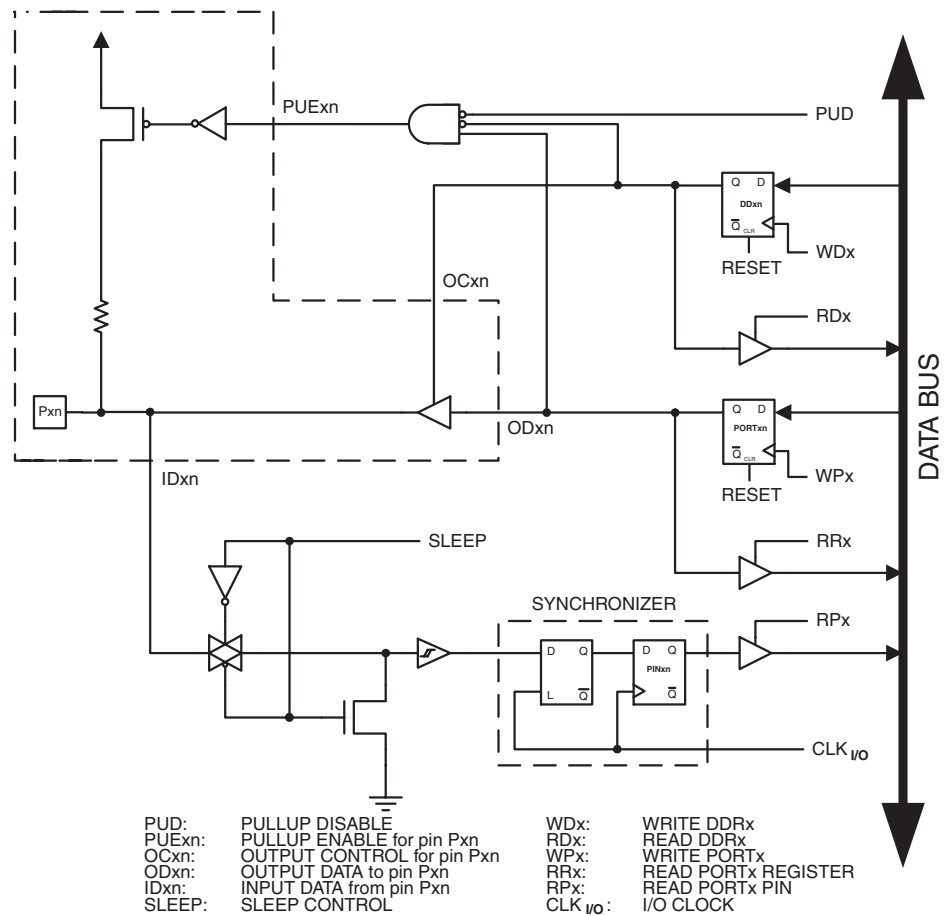 PUExn
PUD
Q D
DDxn
Q CLR
RESET
WDx
OCxn
RDx
Pxn
ODxn
Q D
PORTxn
Q CLR
RESET
WPx
IDxn
DATA BUS
SLEEP
RRx
SYNCHRONIZER
RPx
D Q
L Q
D Q
PINxn
Q
CLK I/O
PUD: PULLUP DISABLE
PUExn: PULLUP ENABLE for pin Pxn
OCxn: OUTPUT CONTROL for pin Pxn
ODxn: OUTPUT DATA to pin Pxn
IDxn: INPUT DATA from pin Pxn
SLEEP: SLEEP CONTROL
WDx: WRITE DDRx
RDx: READ DDRx
WPx: WRITE PORTx
RRx: READ PORTx REGISTER
RPx: READ PORTx PIN
CLK I/O: I/O CLOCK